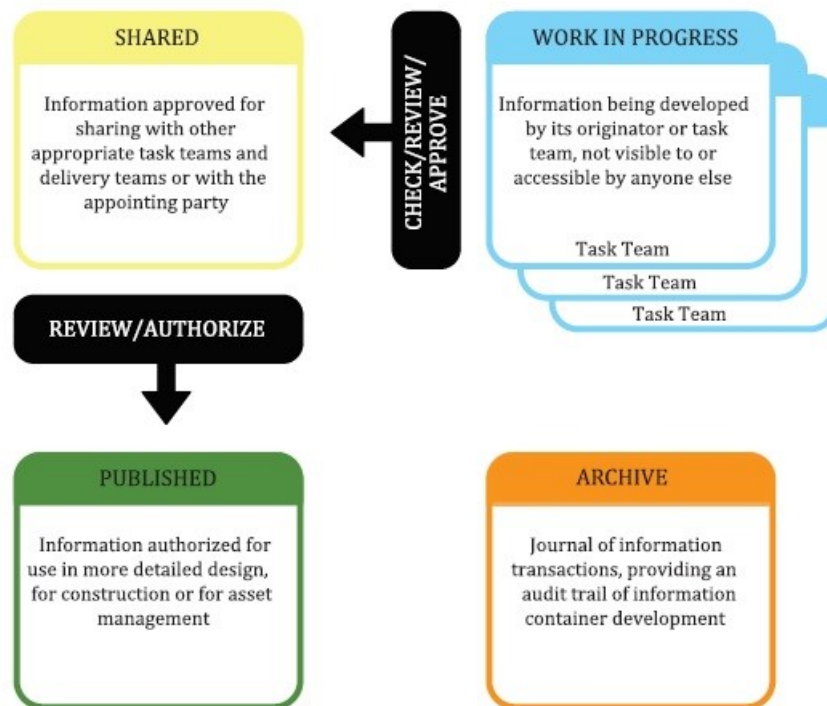 SHARED
Information approved for
sharing with other
appropriate task teams and
delivery teams or with the
appointing party
CHECK/REVIEW/
APPROVE
WORK IN PROGRESS
Information being developed
by its originator or task
team, not visible to or
accessible by anyone else
Task Team
Task Team
Task Team
REVIEW/AUTHORIZE
PUBLISHED
Information authorized for
use in more detailed design,
for construction or for asset
management
ARCHIVE
Journal of information
transactions, providing an
audit trail of information
container development